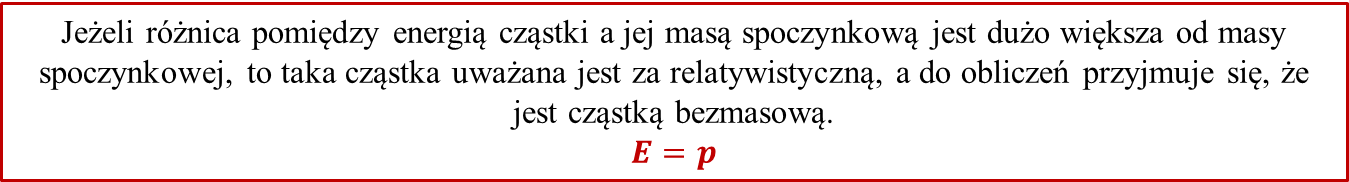 Jeżeli różnica pomiędzy energią cząstki a jej masą spoczynkową jest dużo większa od masy
spoczynkowej, to taka cząstka uważana jest za relatywistyczną, a do obliczeń przyjmuje się, że
jest cząstką bezmasową.
E = p